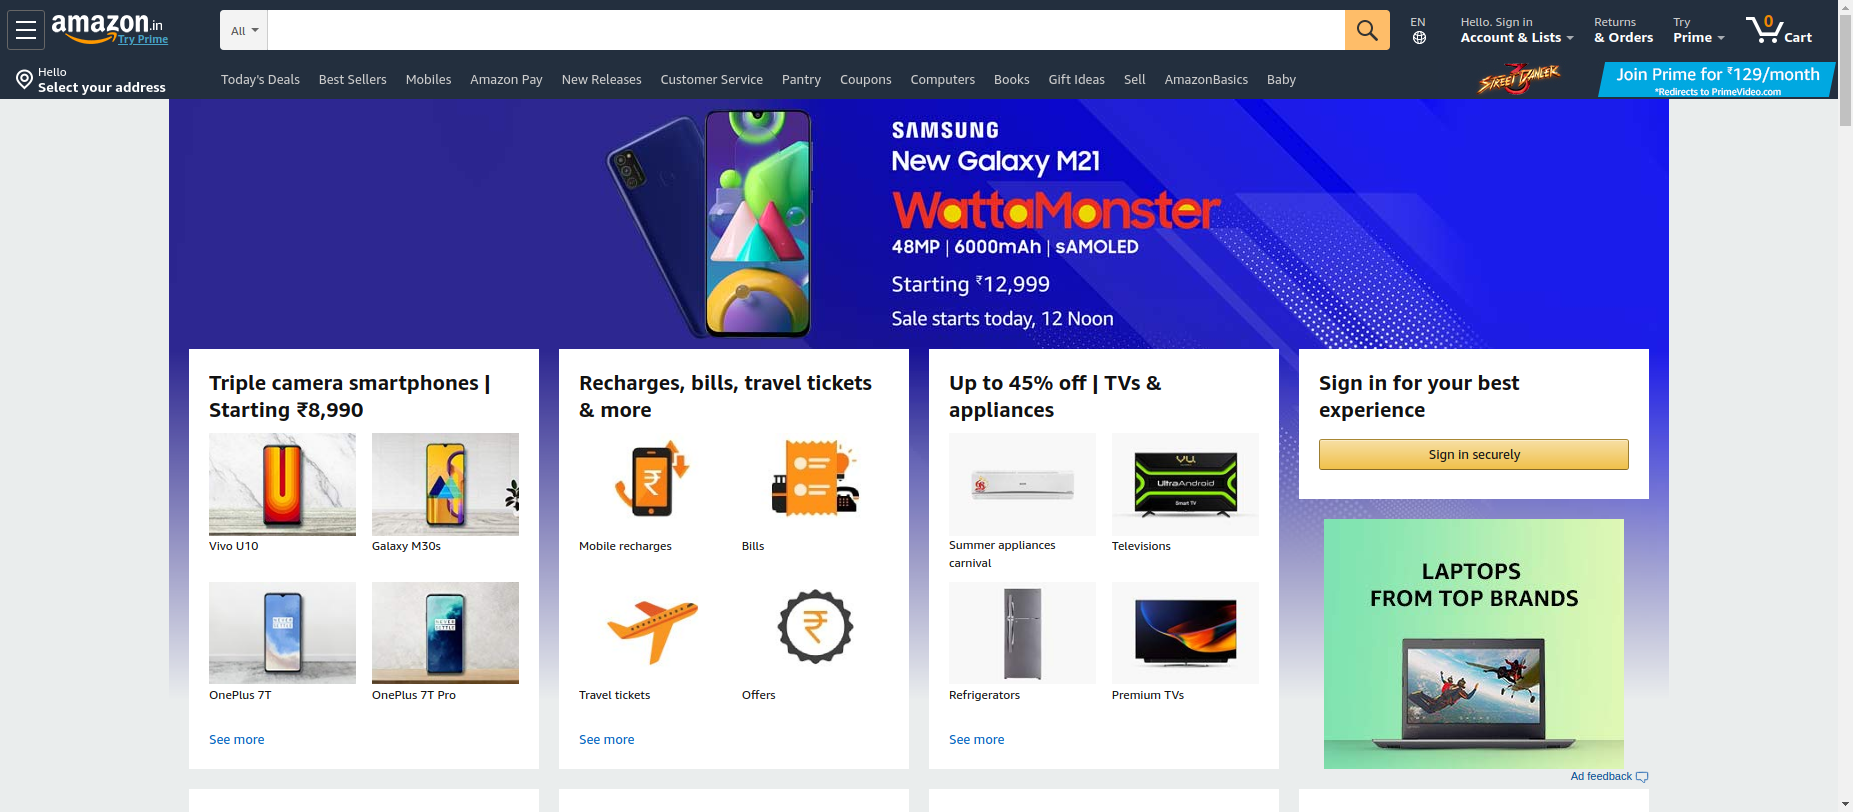 amazon.in
Try Prime
All
EN
Hello. Sign in
Account & Lists
Returns
& Orders
Try
Prime
0
Cart
Hello
Select your address
Today's Deals
Best Sellers
Mobiles
Amazon Pay
New Releases
Customer Service
Pantry
Coupons
Computers
Books
Gift Ideas
Sell
AmazonBasics
Baby
STREET DANCER 3
Join Prime for ₹129/month
*Redirects to PrimeVideo.com
SAMSUNG
New Galaxy M21
WattaMonster
48MP | 6000mAh | sAMOLED
Starting ₹12,999
Sale starts today, 12 Noon
Triple camera smartphones |
Starting ₹8,990
Vivo U10
Galaxy M30s
OnePlus 7T
OnePlus 7T Pro
See more
Recharges, bills, travel tickets
& more
Mobile recharges
Bills
Travel tickets
Offers
See more
Up to 45% off | TVs &
appliances
VU
UltraAndroid
Smart TV
Summer appliances
carnival
Televisions
Refrigerators
Premium TVs
See more
Sign in for your best
experience
Sign in securely
LAPTOPS
FROM TOP BRANDS
Ad feedback